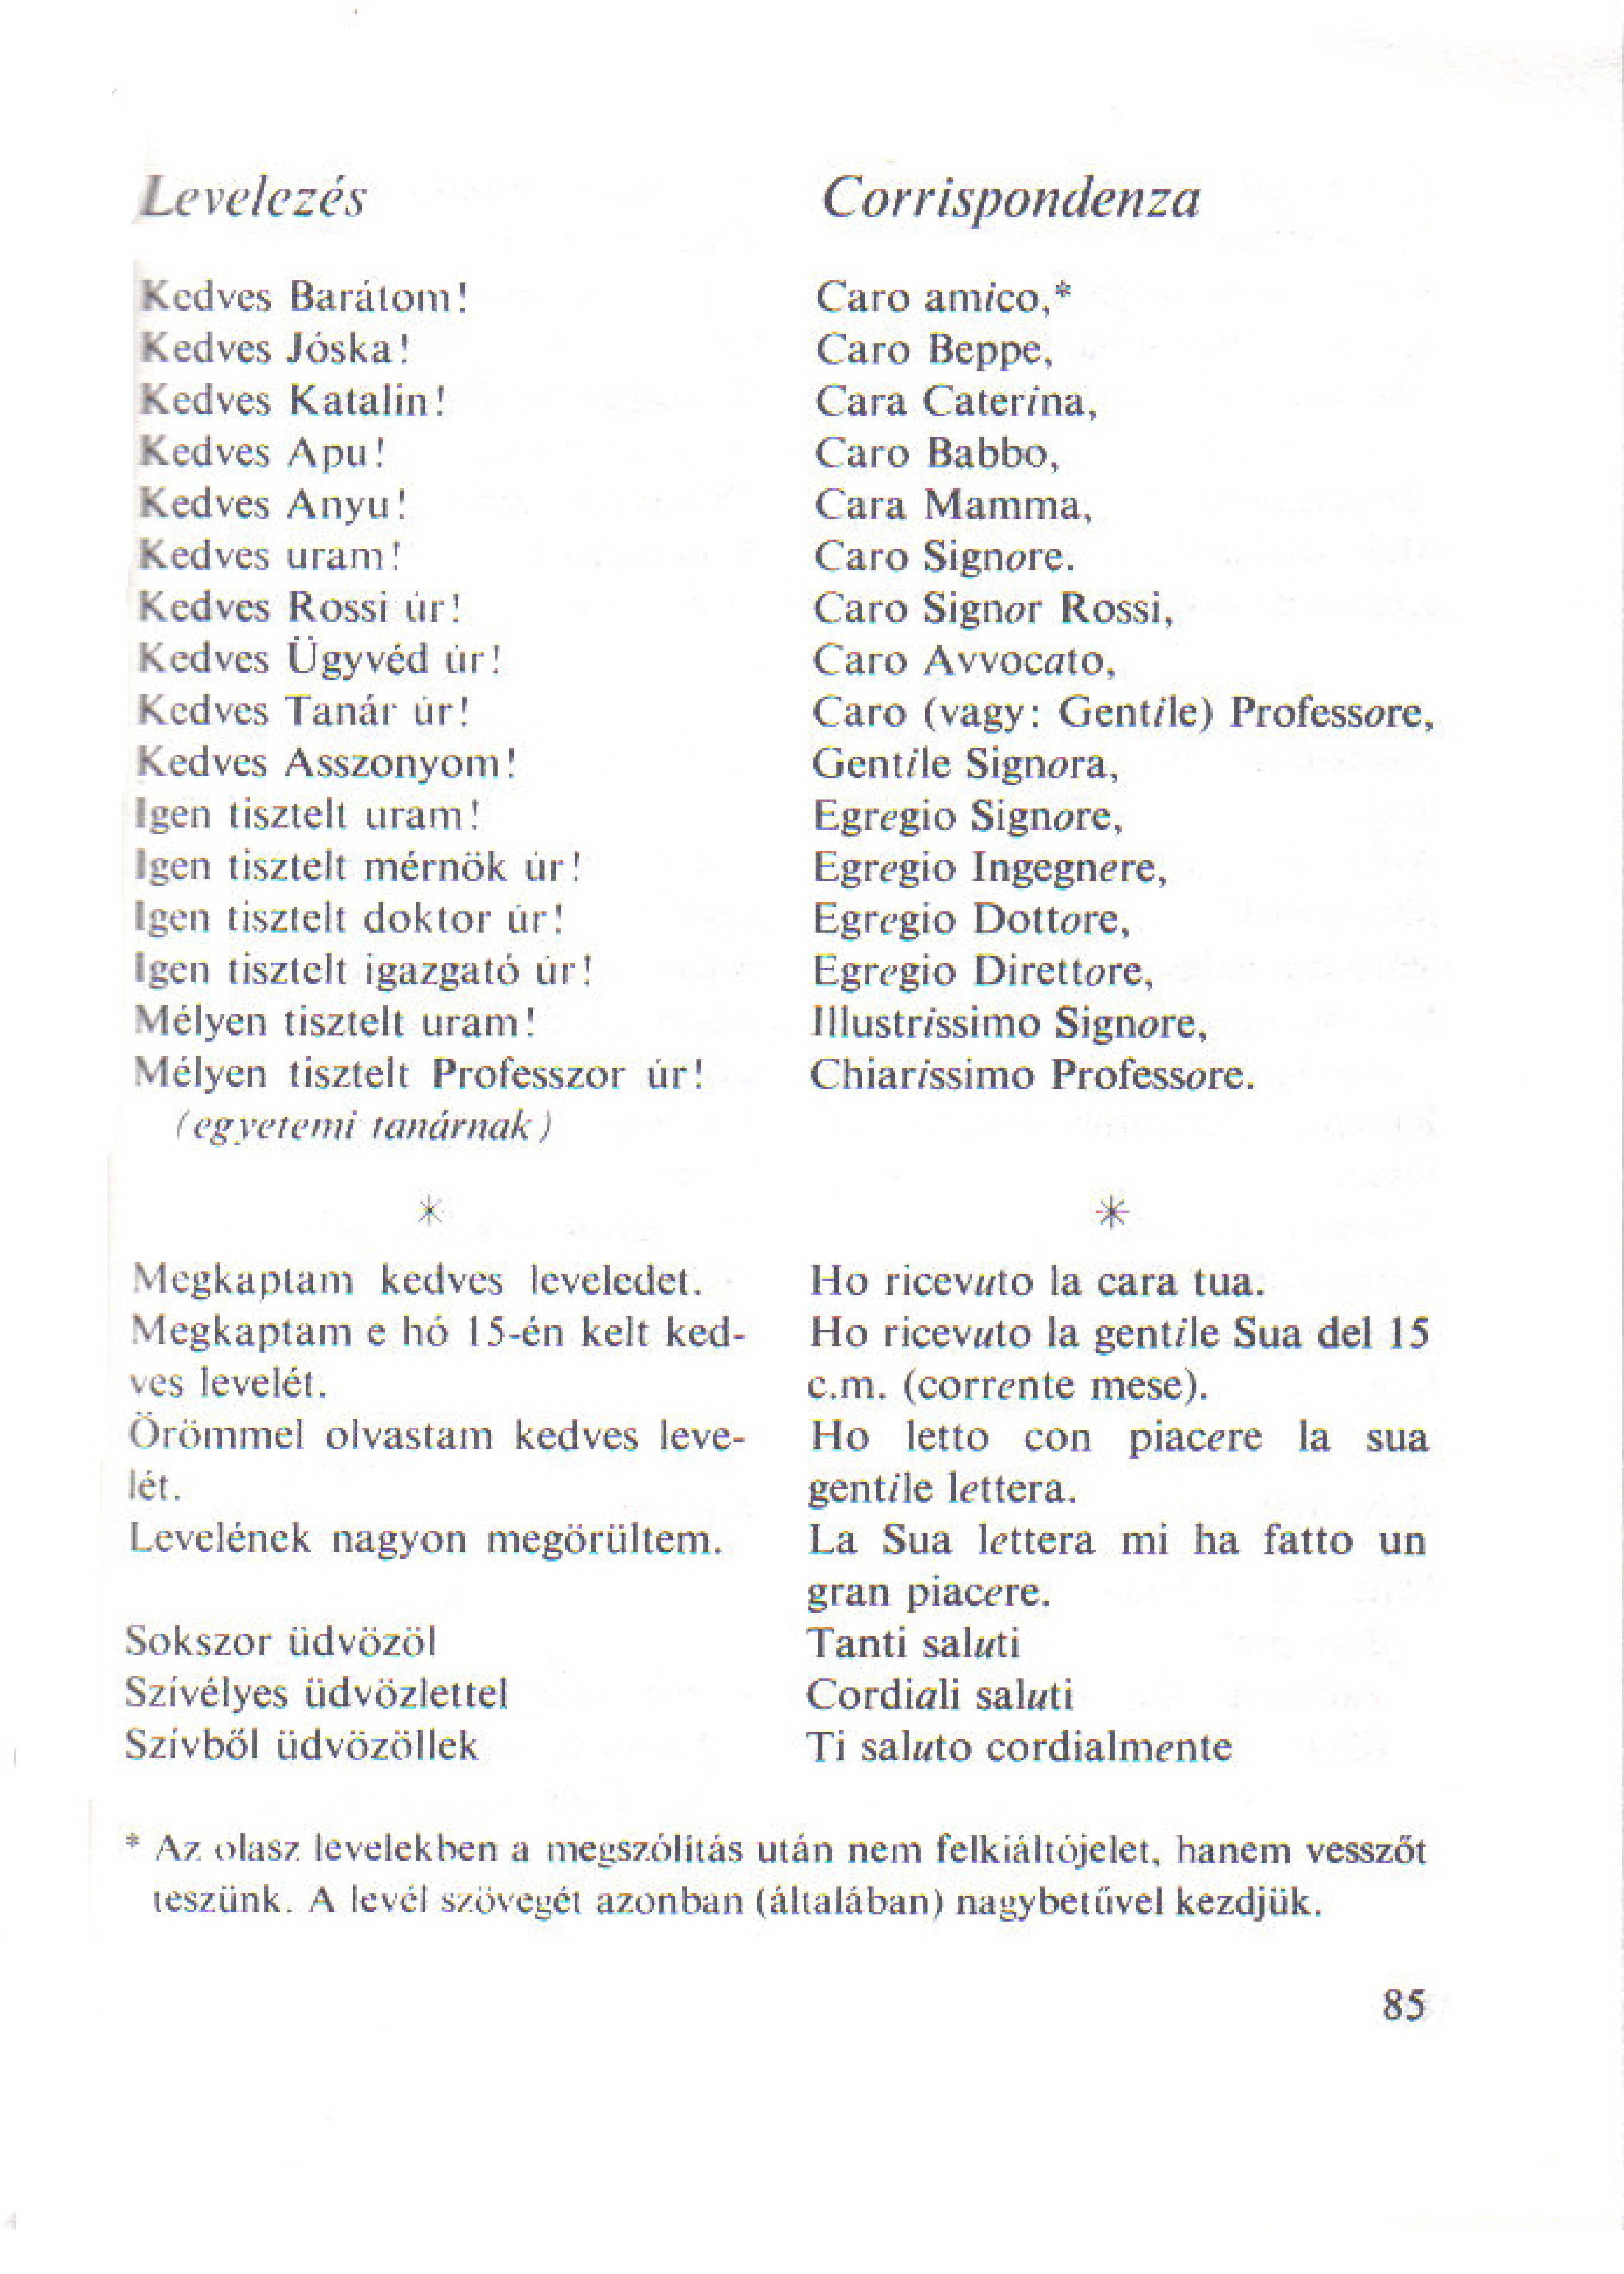 Levelezés
Kedves Barátom!
Kedves Jóska!
Kedves Katalin!
Kedves Apu!
Kedves Anyu!
Kedves uram!
Kedves Rossi úr!
Kedves Ügyvéd úr!
Kedves Tanár úr!
Kedves Asszonyom!
Igen tisztelt uram!
Igen tisztelt mérnök úr!
Igen tisztelt doktor úr!
Igen tisztelt igazgató úr!
Mélyen tisztelt uram!
Mélyen tisztelt Professzor úr!
(egyetemi tanárnak)
*
Megkaptam kedves leveledet.
Megkaptam e hó 15-én kelt ked-
ves levelét.
Örömmel olvastam kedves leve-
lét.
Levelének nagyon megörültem.
Sokszor üdvözöl
Szívélyes üdvözlettel
Szívből üdvözöllek
Corrispondenza
Caro amico,*
Caro Beppe,
Cara Caterina,
Caro Babbo,
Cara Mamma,
Caro Signore.
Caro Signor Rossi,
Caro Avvocato,
Caro (vagy: Gentile) Professore,
Gentile Signora,
Egregio Signore,
Egregio Ingegnere,
Egregio Dottore,
Egregio Direttore,
Illustrissimo Signore,
Chiarissimo Professore.
*
Ho ricevuto la cara tua.
Ho ricevuto la gentile Sua del 15
c.m. (corrente mese).
Ho letto con piacere la sua
gentile lettera.
La Sua lettera mi ha fatto un
gran piacere.
Tanti saluti
Cordiali saluti
Ti saluto cordialmente
* Az olasz levelekben a megszólítás után nem felkiáltójelet, hanem vesszőt
teszünk. A levél szövegét azonban (általában) nagybetűvel kezdjük.
85